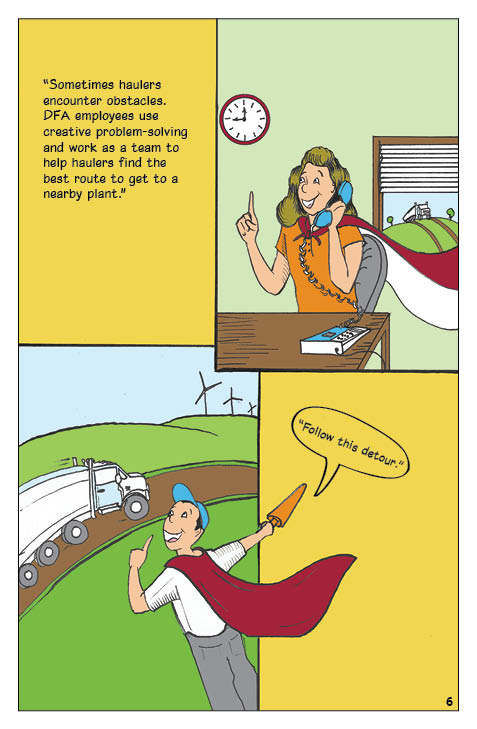 “Sometimes haulers
encounter obstacles.
DFA employees use
creative problem-solving
and work as a team to
help haulers find the
best route to get to a
nearby plant.”
“Follow this detour.”
6